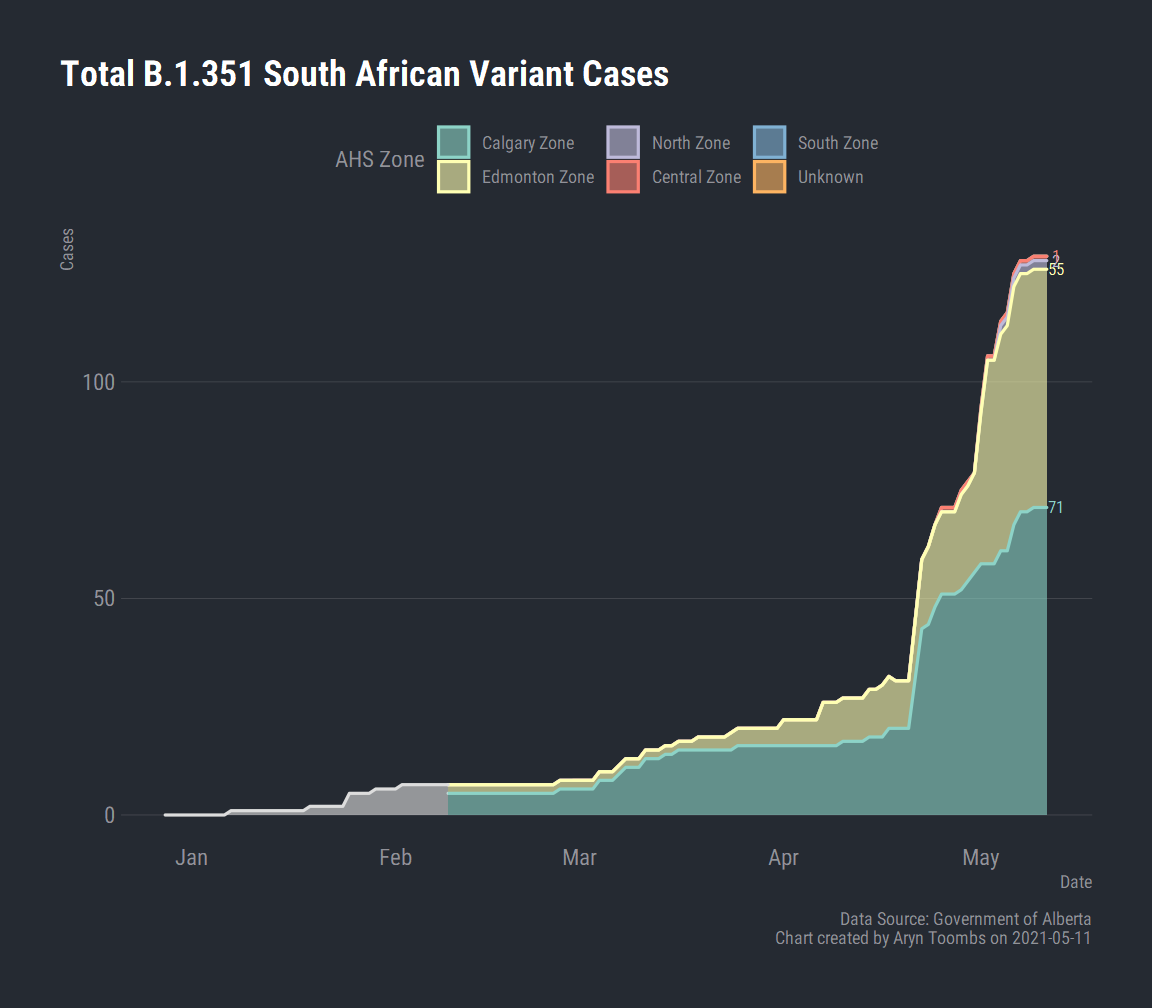 Total B.1.351 South African Variant Cases
AHS Zone
Calgary Zone North Zone South Zone
Edmonton Zone Central Zone Unknown
Cases
1
55
100
71
50
0
Jan Feb Mar Apr May
Date
Data Source: Government of Alberta
Chart created by Aryn Toombs on 2021-05-11